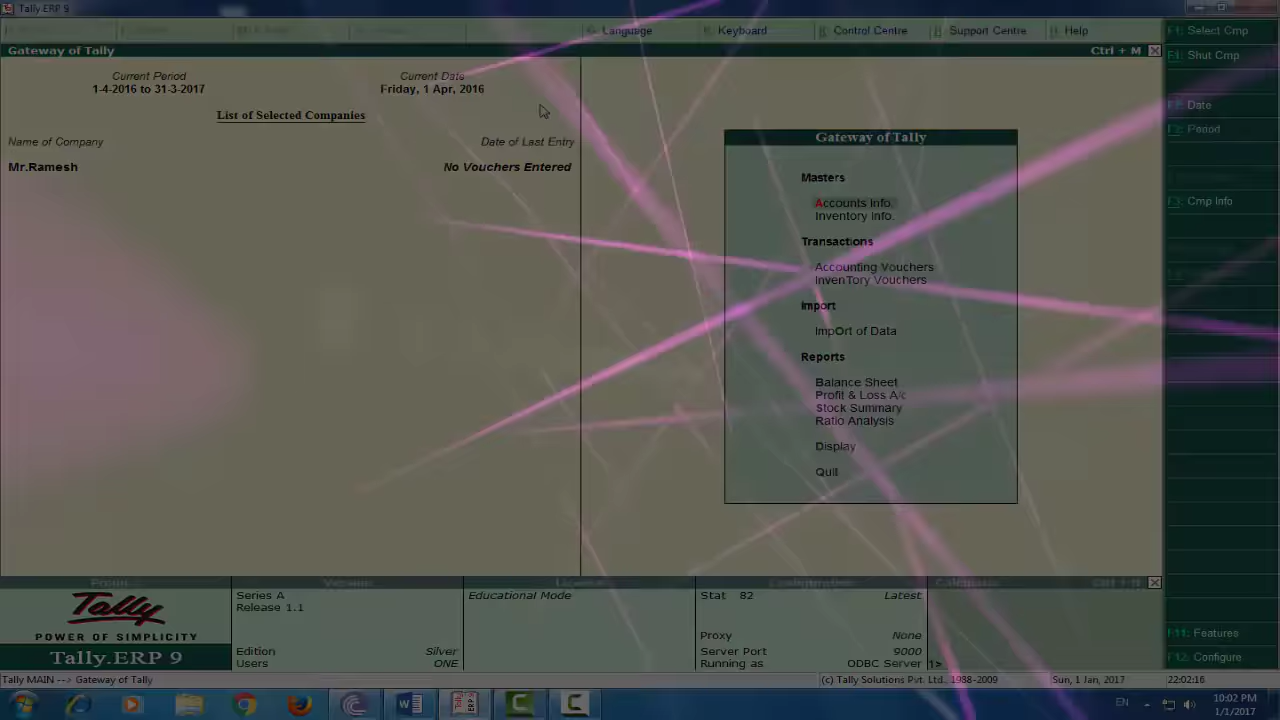 Tally ERP 9
Language
Keyboard
Control Centre
Support Centre
Help
F1: Select Cmp
F1: Shut Cmp
Gateway of Tally
Ctrl + M
Current Period
1-4-2016 to 31-3-2017
Current Date
Friday, 1 Apr, 2016
F2: Date
F2: Period
List of Selected Companies
Name of Company
Date of Last Entry
Mr.Ramesh
No Vouchers Entered
F3: Cmp Info
Gateway of Tally
Masters
Accounts Info.
Inventory Info.
Transactions
Accounting Vouchers
InvenTory Vouchers
Import
ImpOrt of Data
Reports
Balance Sheet
Profit & Loss A/c
Stock Summary
Ratio Analysis
Display
Quit
Product
Version
License
Configuration
Calculator
Tally
POWER OF SIMPLICITY
Tally.ERP 9
Series A
Release 1.1
Edition
Silver
Users
ONE
Educational Mode
Stat 82
Latest
Proxy
None
Server Port
9000
Running as
ODBC Server
1>
F11: Features
F12: Configure
Tally MAIN --> Gateway of Tally
(c) Tally Solutions Pvt. Ltd., 1988-2009
Sun, 1 Jan, 2017
22:02:16
EN
10:02 PM
1/1/2017